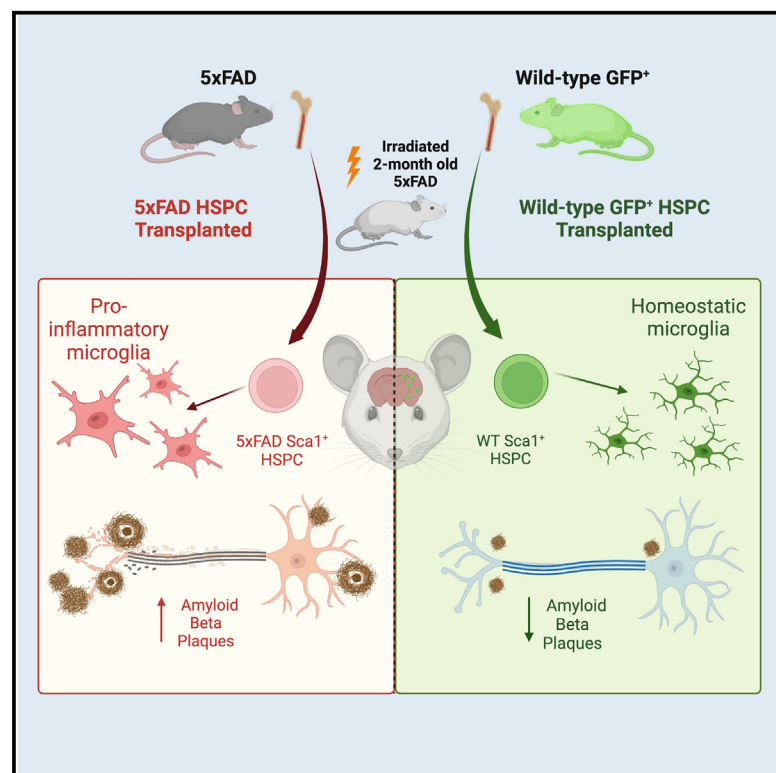 5xFAD
Wild-type GFP⁺
Irradiated
2-month old
5xFAD
5xFAD HSPC
Transplanted
Wild-type GFP⁺ HSPC
Transplanted
Pro-
inflammatory
microglia
5xFAD Sca1⁺
HSPC
Homeostatic
microglia
WT Sca1⁺
HSPC
Amyloid
Beta
Plaques
Amyloid
Beta
Plaques